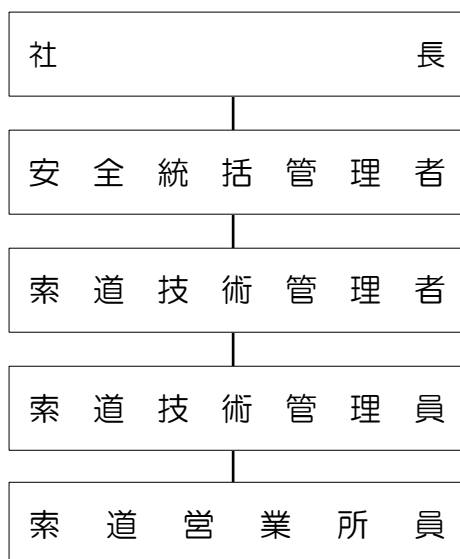 社長
安全統括管理者
索道技術管理者
索道技術管理員
索道営業所員